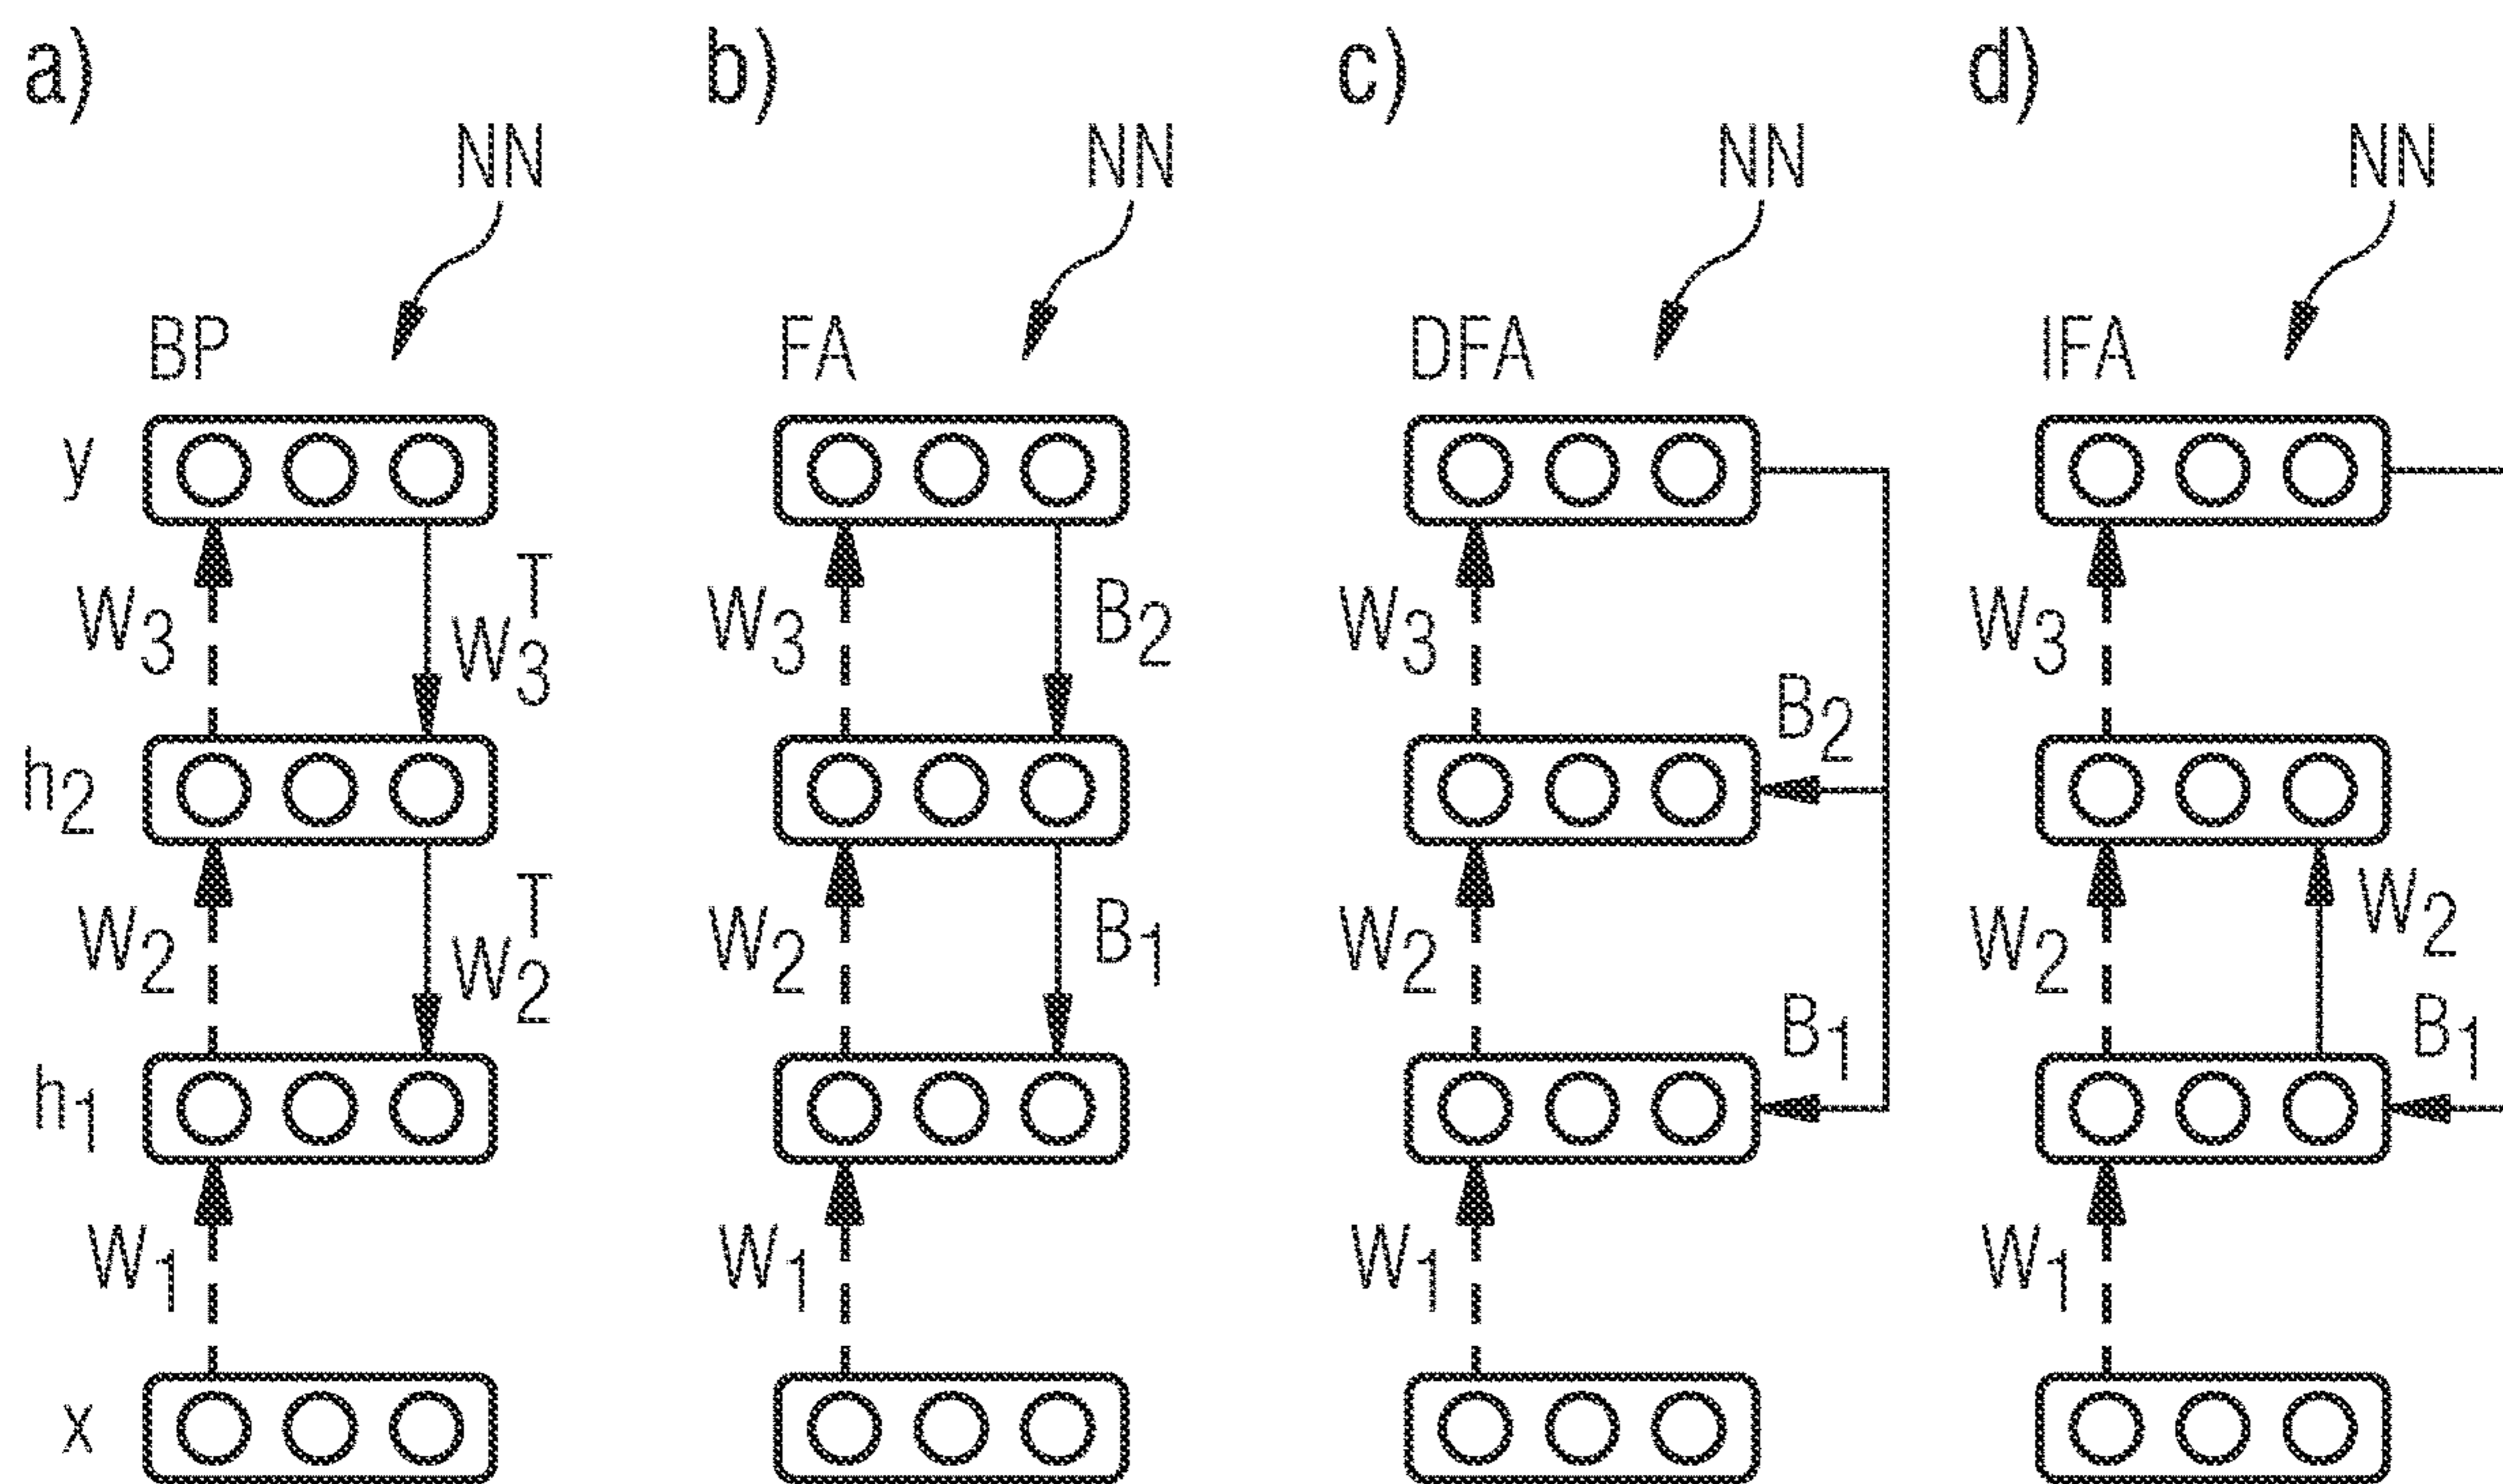 a) b) c) d)
NN NN NN NN
BP FA DFA IFA
y
W3 W3T W3 B2 W3 W3
B2
h2
W2 W2T W2 B1 W2 W2 W2
B1 B1
h1
W1 W1 W1 W1
x